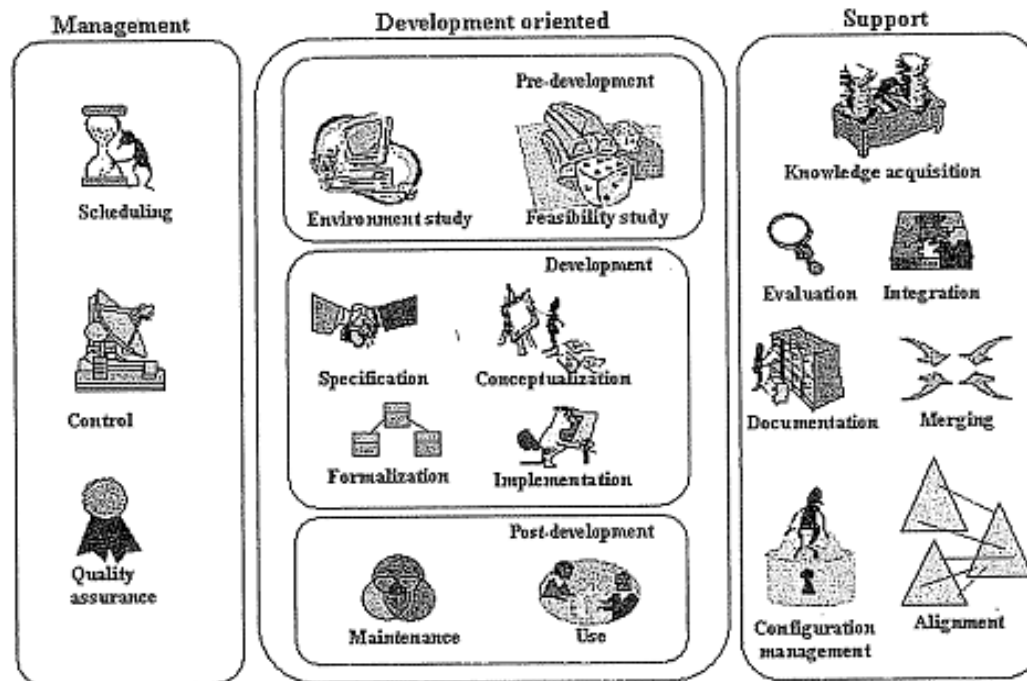 Management
Scheduling
Control
Quality
assurance
Development oriented
Pre-development
Environment study
Feasibility study
Development
Specification
Conceptualization
Formalization
Implementation
Post-development
Maintenance
Use
Support
Knowledge acquisition
Evaluation
Integration
Documentation
Merging
Configuration
management
Alignment